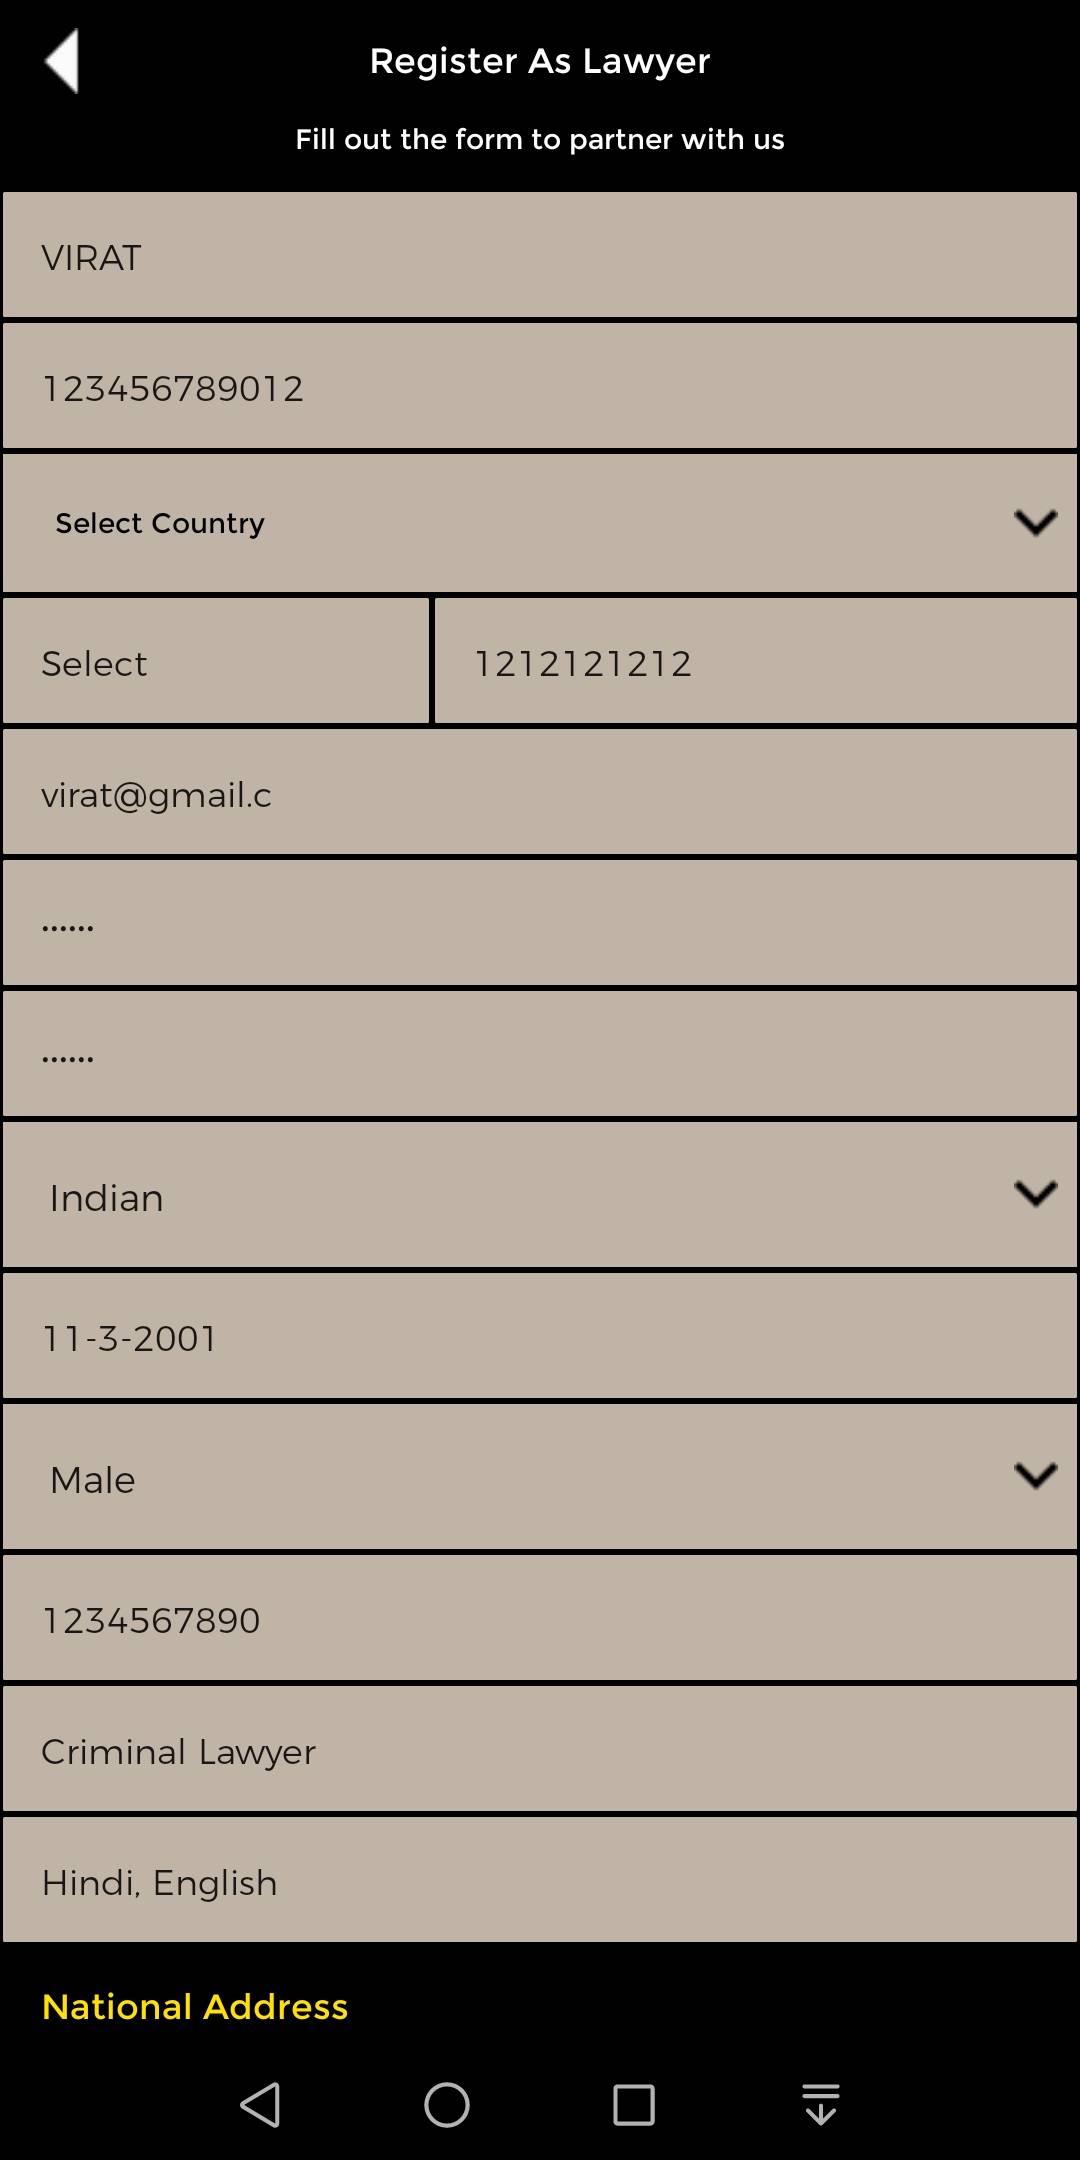 Register As Lawyer
Fill out the form to partner with us
VIRAT
123456789012
Select Country
Select
1212121212
virat@gmail.c
••••••
••••••
Indian
11-3-2001
Male
1234567890
Criminal Lawyer
Hindi, English
National Address